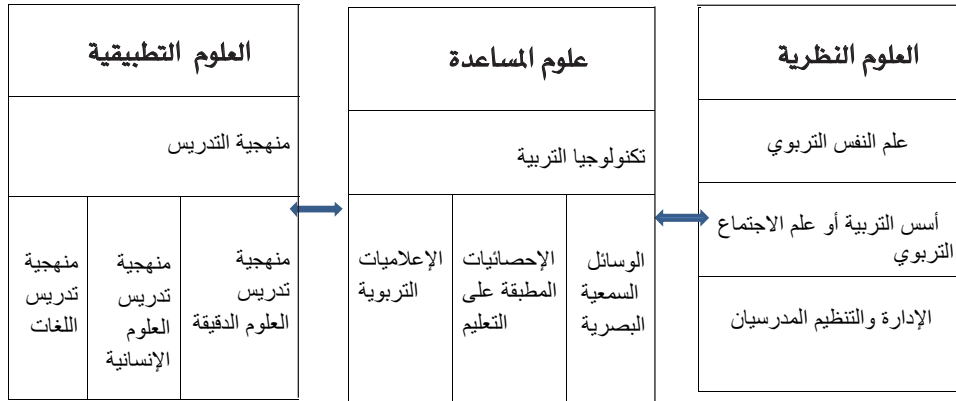 العلوم النظرية
علم النفس التربوي
أسس التربية أو علم الاجتماع
التربوي
الإدارة والتنظيم المدرسيان
علوم المساعدة
تكنولوجيا التربية
الوسائل
السمعية
البصرية
الإحصائيات
المطبقة على
التعليم
الإعلاميات
التربوية
العلوم التطبيقية
منهجية التدريس
منهجية
تدريس
العلوم الدقيقة
منهجية
تدريس
العلوم
الإنسانية
منهجية
تدريس
اللغات